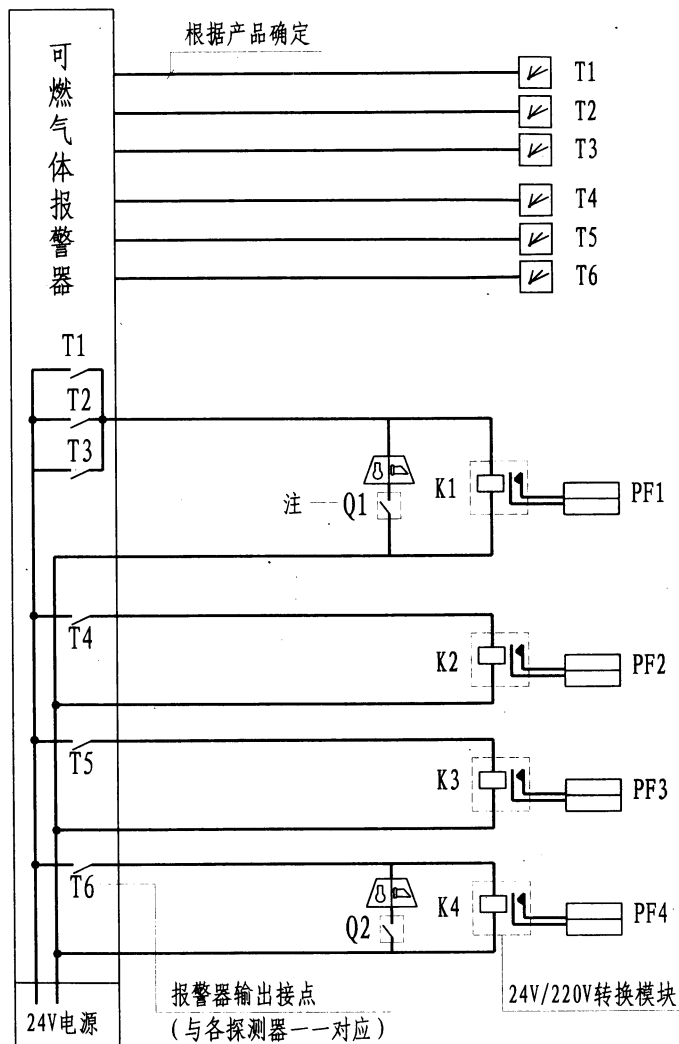 根据产品确定
可燃气体报警器
T1
T2
T3
T4
T5
T6
T1
T2
T3
注
Q1
K1
PF1
T4
K2
PF2
T5
K3
PF3
T6
Q2
K4
PF4
报警器输出接点
(与各探测器一一对应)
24V/220V转换模块
24V电源